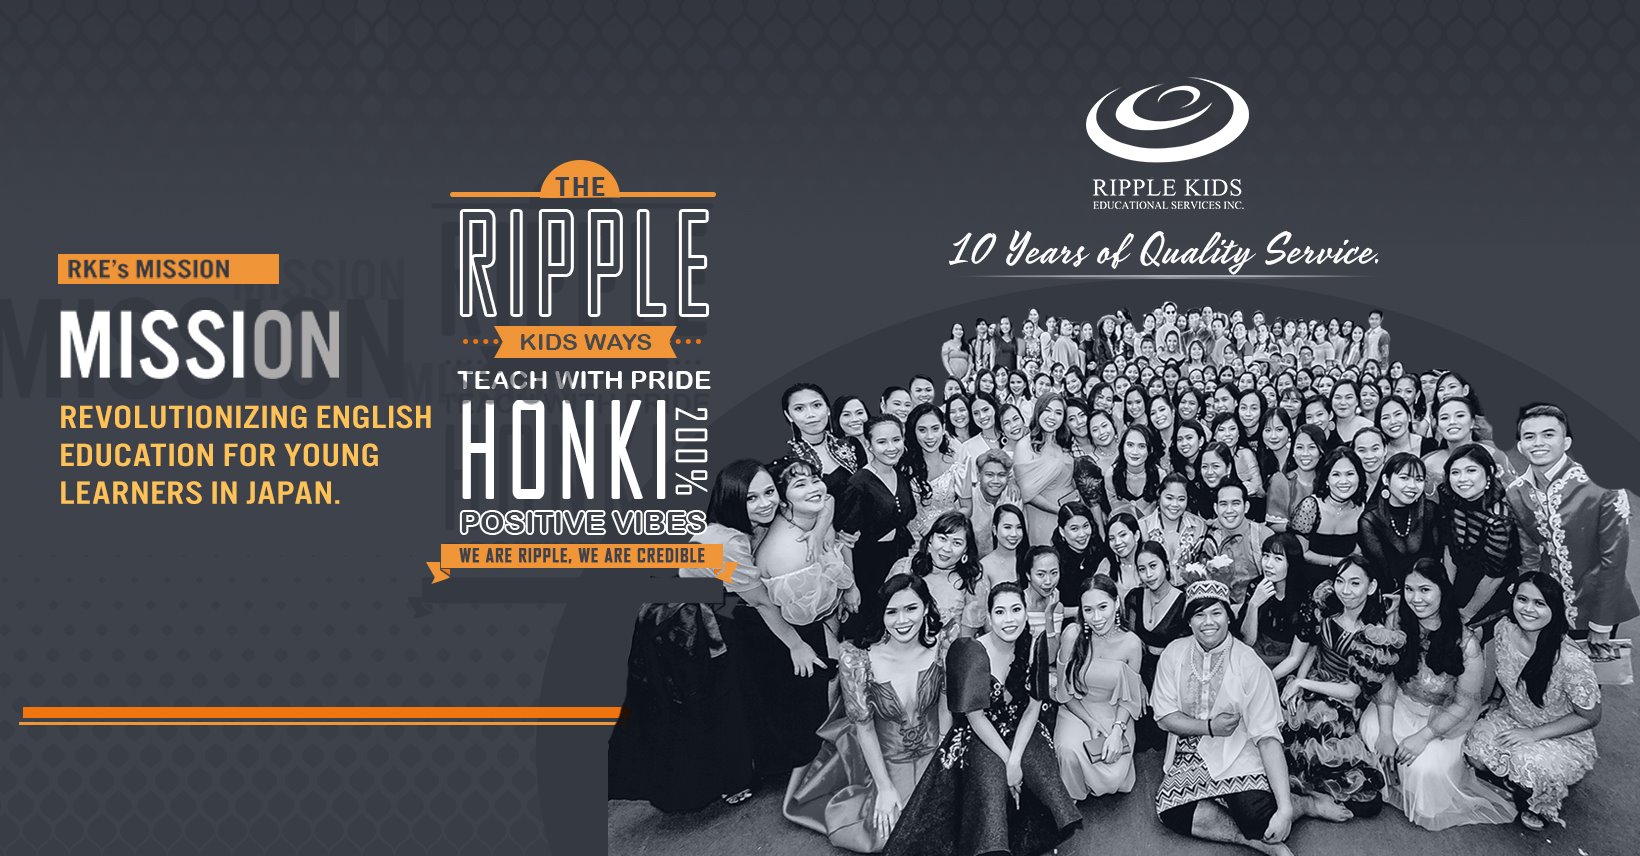 RKE's MISSION
MISSION
REVOLUTIONIZING ENGLISH
EDUCATION FOR YOUNG
LEARNERS IN JAPAN.
THE
RIPPLE
KIDS WAYS
TEACH WITH PRIDE
HONKI 200%
POSITIVE VIBES
WE ARE RIPPLE, WE ARE CREDIBLE
RIPPLE KIDS
EDUCATIONAL SERVICES INC.
10 Years of Quality Service.